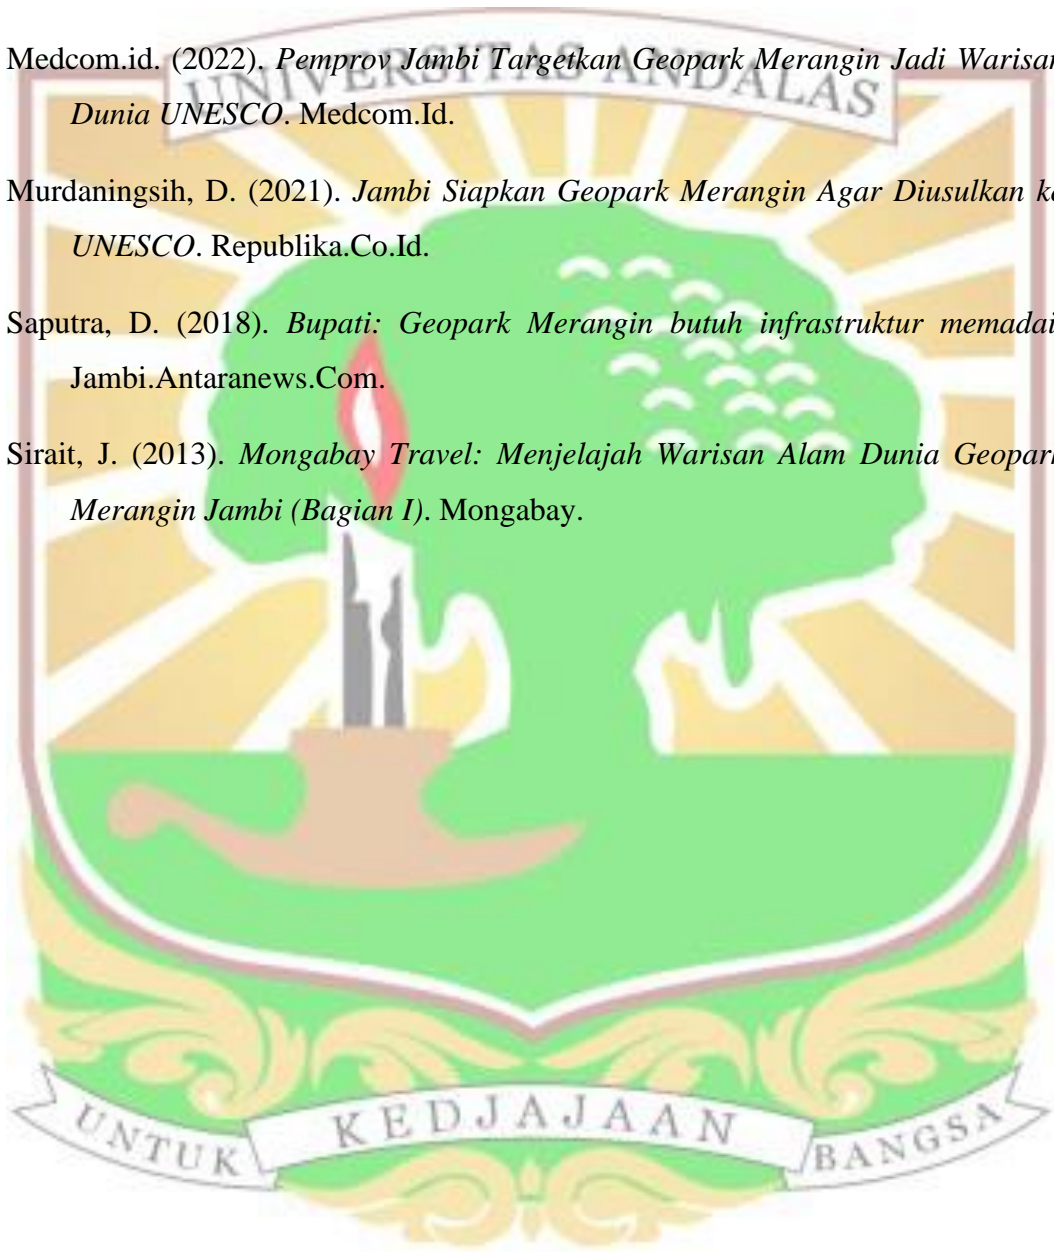 UNIVERSITAS ANDALAS
Medcom.id. (2022). Pemprov Jambi Targetkan Geopark Merangin Jadi Warisan
Dunia UNESCO. Medcom.Id.
Murdaningsih, D. (2021). Jambi Siapkan Geopark Merangin Agar Diusulkan ke
UNESCO. Republika.Co.Id.
Saputra, D. (2018). Bupati: Geopark Merangin butuh infrastruktur memadai
Jambi.Antaranews.Com.
Sirait, J. (2013). Mongabay Travel: Menjelajah Warisan Alam Dunia Geopark
Merangin Jambi (Bagian I). Mongabay.
UNTUK KEDJAJAAN BANGSA